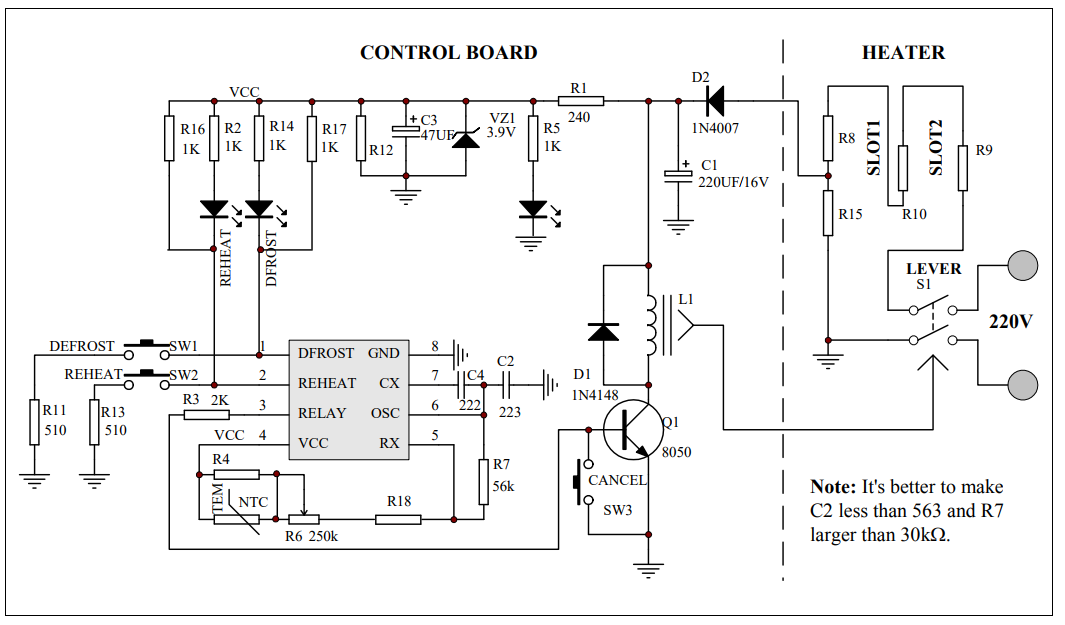 CONTROL BOARD
HEATER
VCC
R16
1K
R2
1K
R14
1K
R17
1K
R12
C3
47UF
+
VZ1
3.9V
R5
1K
R1
240
D2
1N4007
+
C1
220UF/16V
R8
SLOT1
SLOT2
R9
R15
R10
REHEAT
DFROST
LEVER
S1
220V
L1
D1
1N4148
Q1
8050
DEFROST
SW1
1
REHEAT
SW2
2
R3 2K
3
VCC 4
DFROST GND
REHEAT CX
RELAY OSC
VCC RX
8
7
6
5
C4
222
C2
223
R11
510
R13
510
R4
TEM
NTC
R6 250k
R18
R7
56k
CANCEL
SW3
Note: It's better to make
C2 less than 563 and R7
larger than 30kΩ.